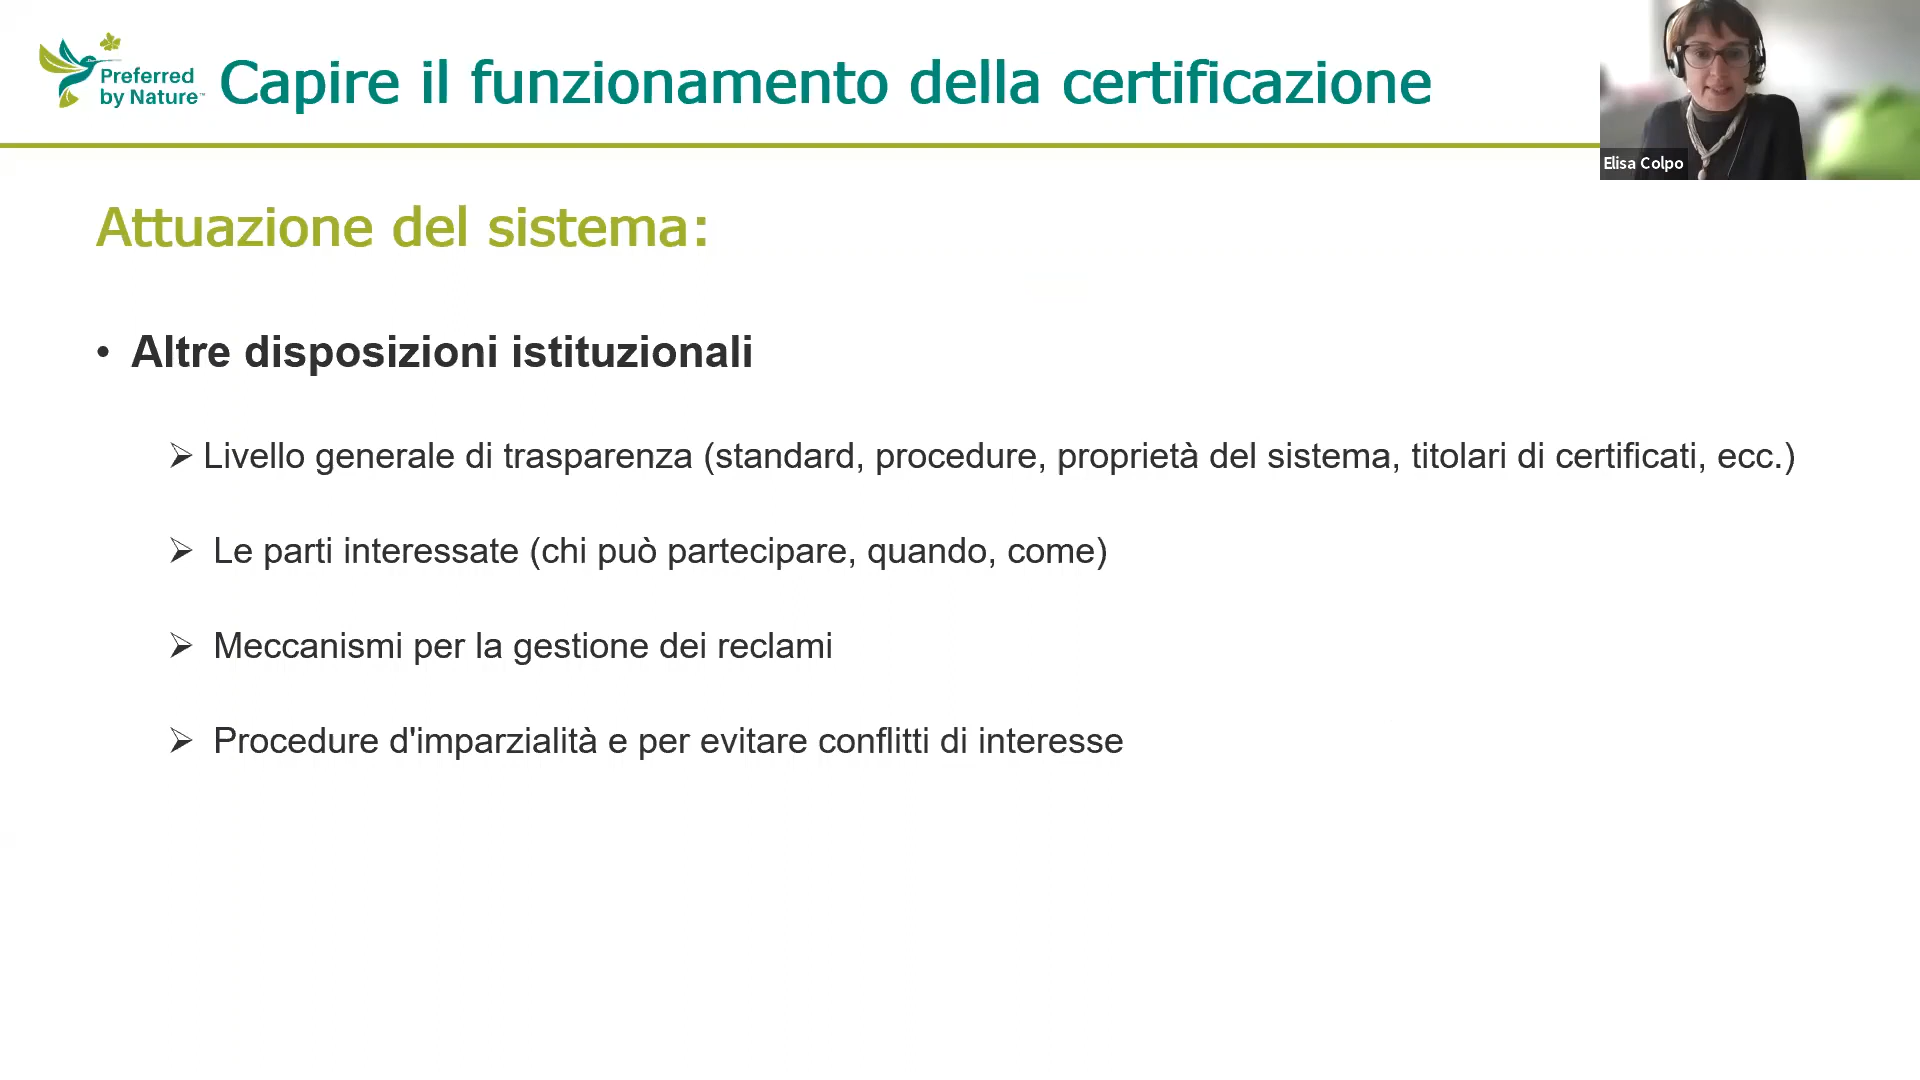 Preferred
by Nature™
Capire il funzionamento della certificazione
Elisa Colpo
Attuazione del sistema:
• Altre disposizioni istituzionali
➢ Livello generale di trasparenza (standard, procedure, proprietà del sistema, titolari di certificati, ecc.)
➢ Le parti interessate (chi può partecipare, quando, come)
➢ Meccanismi per la gestione dei reclami
➢ Procedure d'imparzialità e per evitare conflitti di interesse